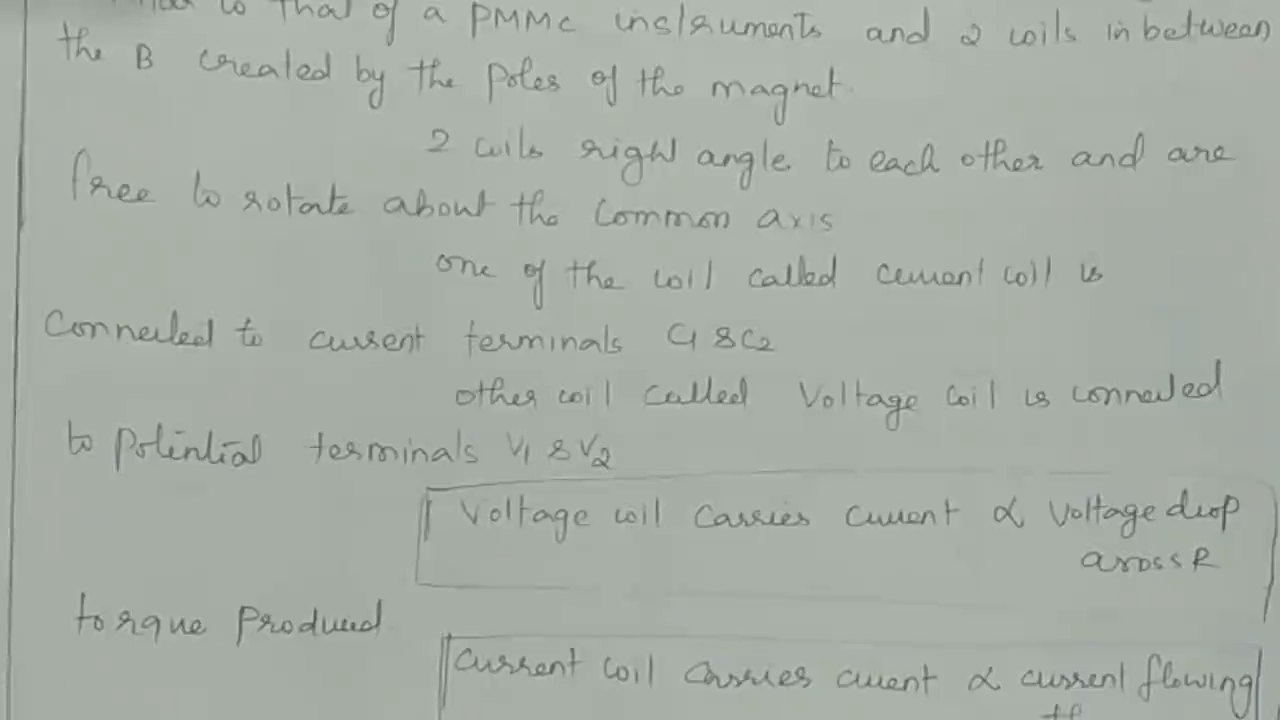 to that of a PMMC instruments and 2 coils in between
the B created by the poles of the magnet.
2 coils right angle to each other and are
free to rotate about the common axis
one of the coil called current coil is
Connected to current terminals C1 & C2
other coil called Voltage coil is connected
to potential terminals V1 & V2
Voltage coil carries current ∝ Voltage drop
across R
torque Produced
Current coil carries current ∝ current flowing